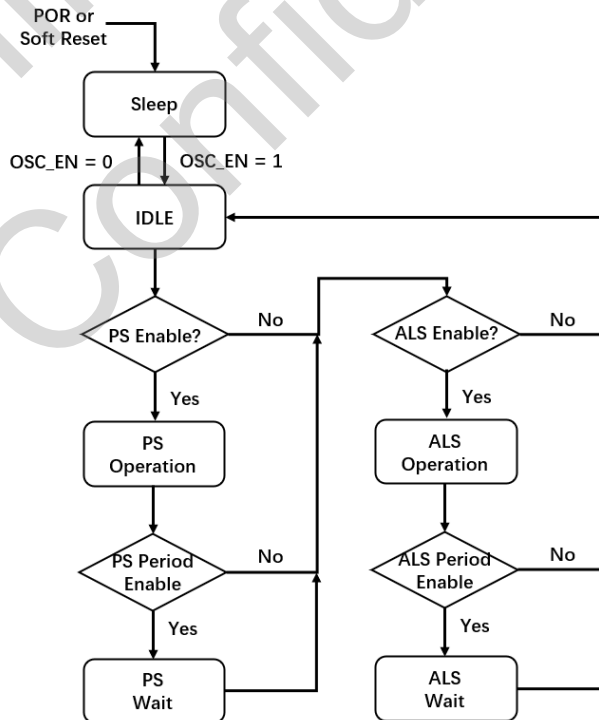 POR or
Soft Reset
Sleep
OSC_EN = 0
OSC_EN = 1
IDLE
PS Enable?
No
ALS Enable?
No
Yes
Yes
PS
Operation
ALS
Operation
PS Period
Enable
No
ALS Period
Enable
No
Yes
Yes
PS
Wait
ALS
Wait
Confid